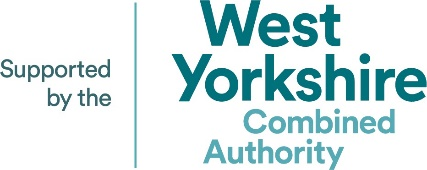 Supported
by the
West
Yorkshire
Combined
Authority